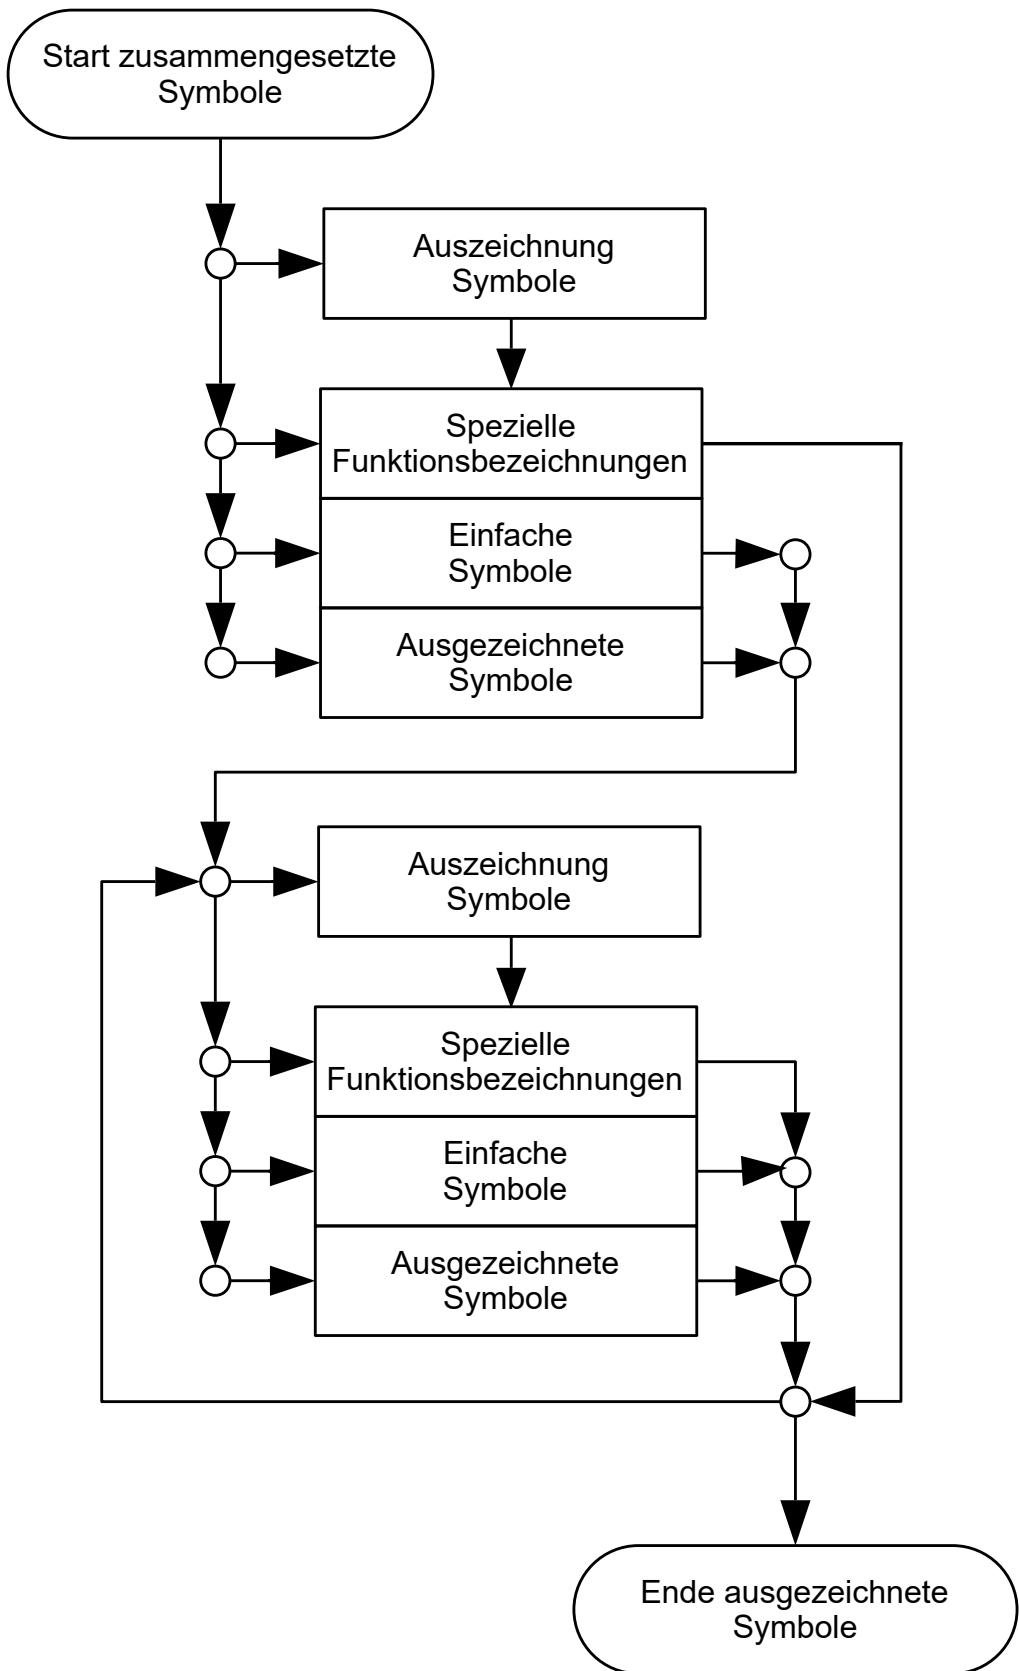 Start zusammengesetzte
Symbole
Auszeichnung
Symbole
Spezielle
Funktionsbezeichnungen
Einfache
Symbole
Ausgezeichnete
Symbole
Auszeichnung
Symbole
Spezielle
Funktionsbezeichnungen
Einfache
Symbole
Ausgezeichnete
Symbole
Ende ausgezeichnete
Symbole